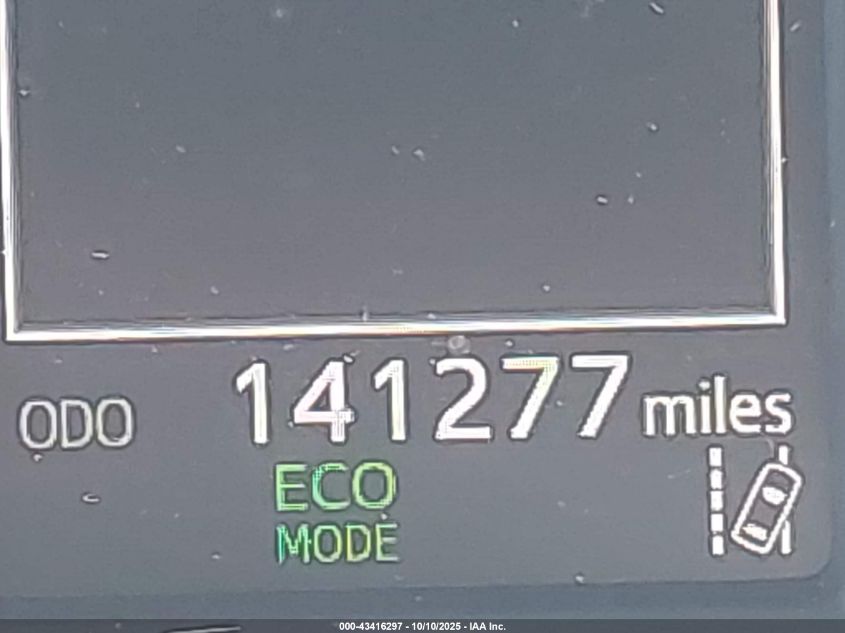 ODO 141277 miles
ECO
MODE
000-43416297 - 10/10/2025 - IAA Inc.